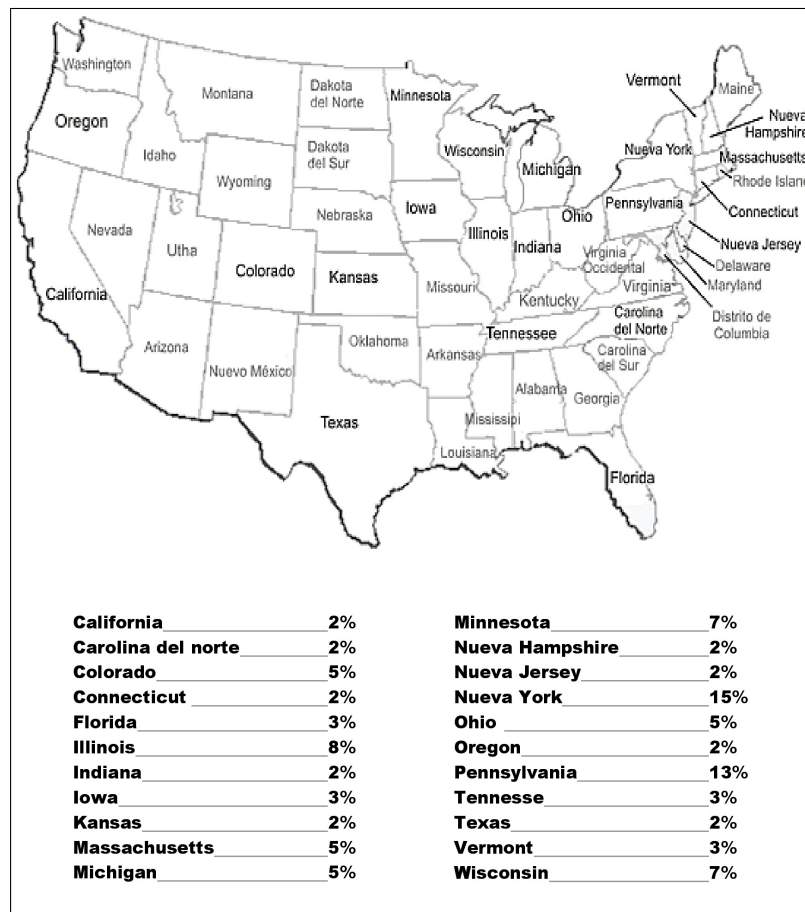 Washington
Montana
Dakota
del Norte
Minnesota
Vermont
Maine
Nueva
Hampshire
Oregon
Idaho
Dakota
del Sur
Wisconsin
Michigan
Nueva York
Massachusetts
Rhode Island
Wyoming
Nebraska
Iowa
Pennsylvania
Connecticut
Nevada
Utha
Colorado
Kansas
Illinois
Indiana
Ohio
Nueva Jersey
Virginia
Occidental
Delaware
Maryland
California
Missouri
Kentucky
Virginia
Distrito de
Columbia
Arizona
Nuevo México
Oklahoma
Arkansas
Tennessee
Carolina
del Norte
Carolina
del Sur
Texas
Mississipi
Alabama
Georgia
Louisiana
Florida
California 2%
Carolina del norte 2%
Colorado 5%
Connecticut 2%
Florida 3%
Illinois 8%
Indiana 2%
Iowa 3%
Kansas 2%
Massachusetts 5%
Michigan 5%
Minnesota 7%
Nueva Hampshire 2%
Nueva Jersey 2%
Nueva York 15%
Ohio 5%
Oregon 2%
Pennsylvania 13%
Tennesse 3%
Texas 2%
Vermont 3%
Wisconsin 7%